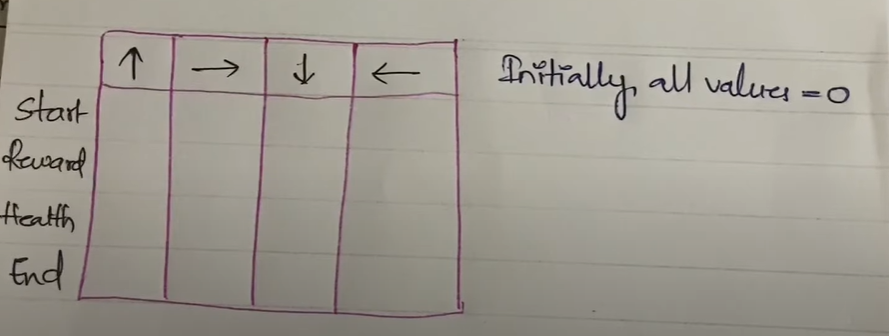 ↑ → ↓ ←
Initially, all values = 0
Start
Reward
Health
End